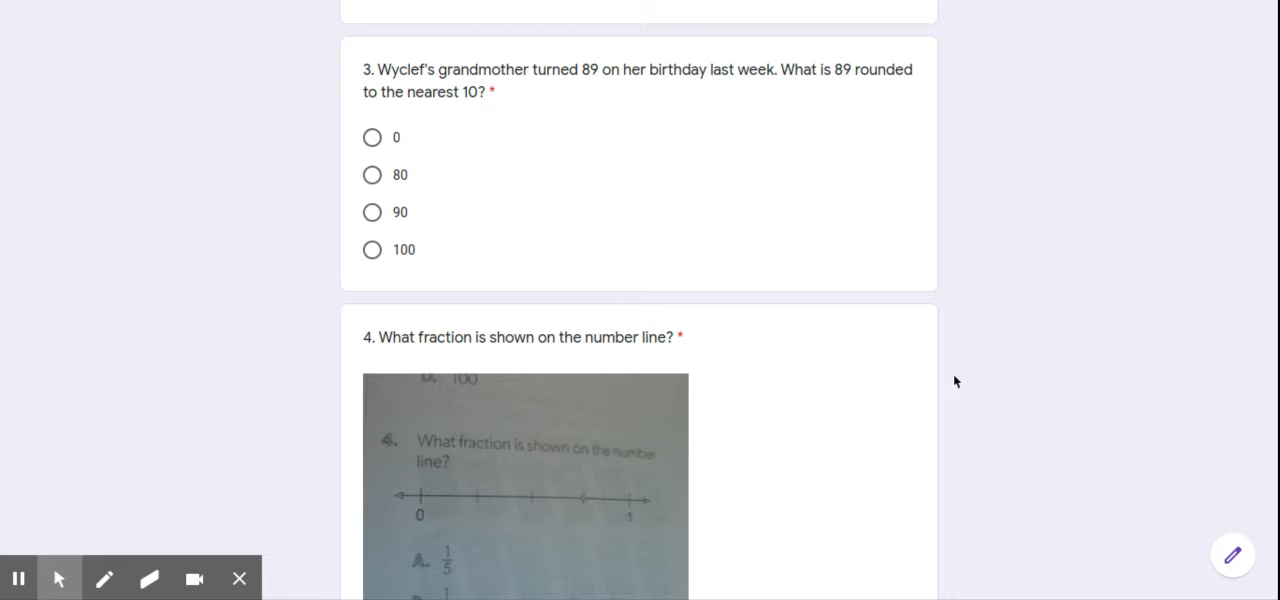 3. Wyclef's grandmother turned 89 on her birthday last week. What is 89 rounded
to the nearest 10? *
0
80
90
100
4. What fraction is shown on the number line? *
D. 100
4. What fraction is shown on the number
line?
0 1
A. 1/5
1